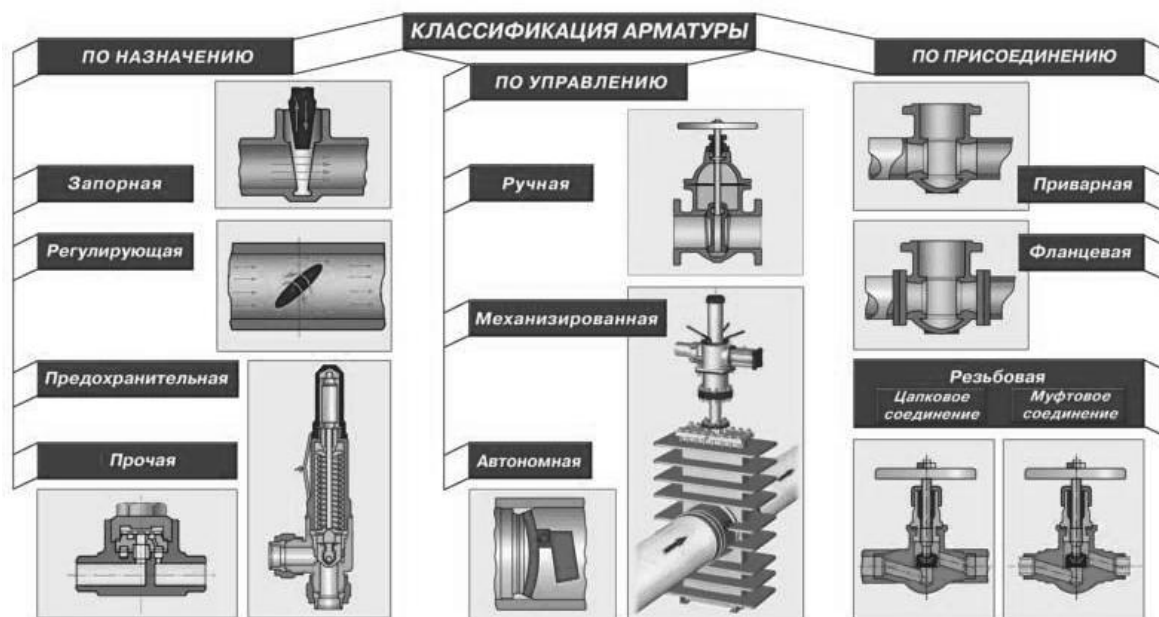 КЛАССИФИКАЦИЯ АРМАТУРЫ
ПО НАЗНАЧЕНИЮ
Запорная
Регулирующая
Предохранительная
Прочая
ПО УПРАВЛЕНИЮ
Ручная
Механизированная
Автономная
ПО ПРИСОЕДИНЕНИЮ
Приварная
Фланцевая
Резьбовая
Цапковое
соединение
Муфтовое
соединение